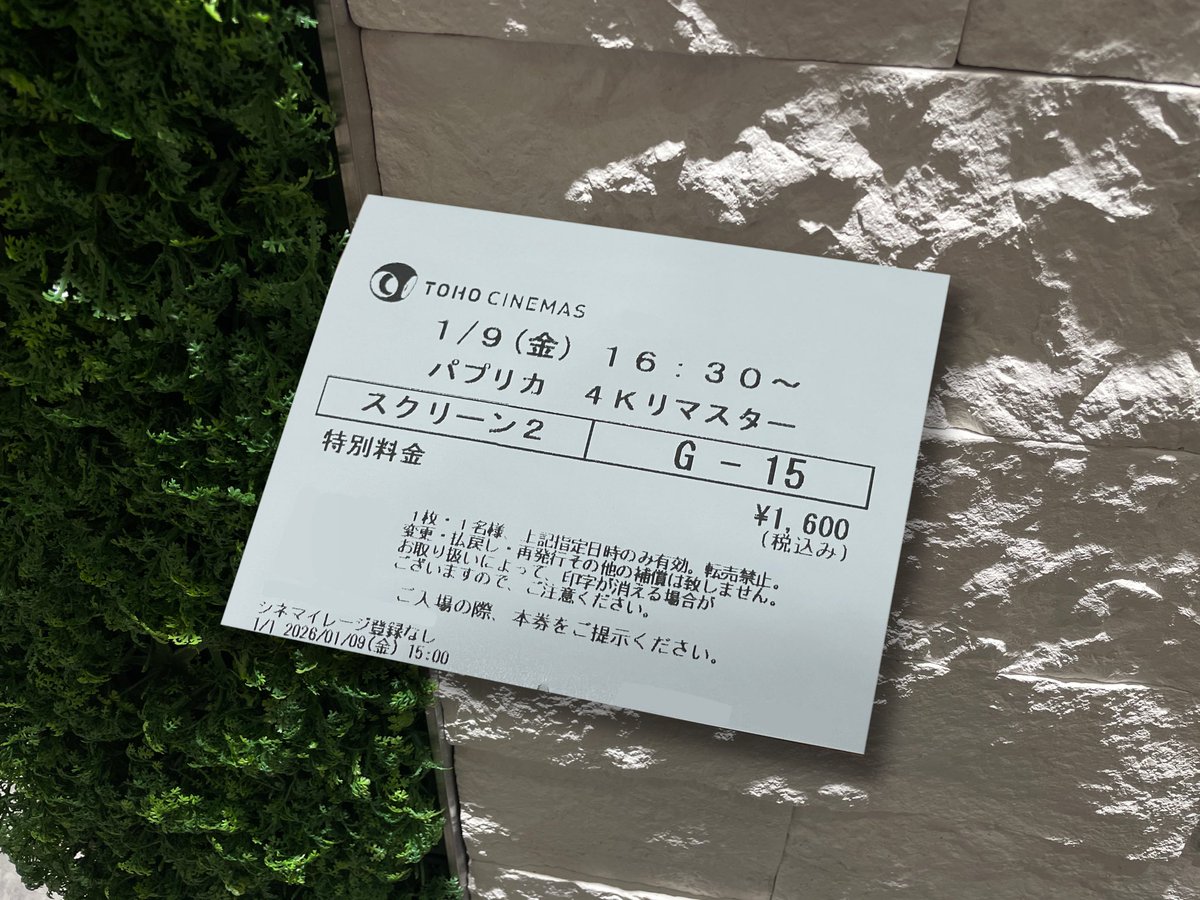 TOHO CINEMAS
1/9(金) 16:30～
パプリカ 4Kリマスター
スクリーン2 G-15
特別料金
¥1,600
(税込み)
1枚・1名様、上記指定日時のみ有効。転売禁止。
変更・払戻し・再発行その他の補償は致しません。
お取り扱いによって、印字が消える場合が
ございますので、ご注意ください。
ご入場の際、本券をご提示ください。
シネマイレージ登録なし
1/1 2026/01/09(金) 15:00